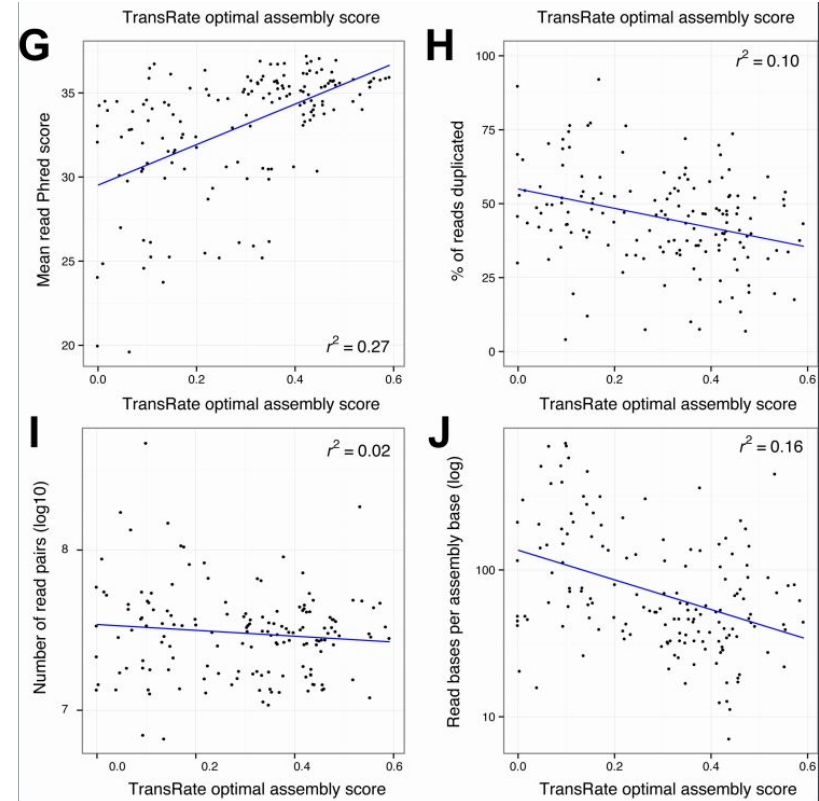 TransRate optimal assembly score
TransRate optimal assembly score
G
Mean read Phred score
35
30
25
20
r² = 0.27
0.0 0.2 0.4 0.6
TransRate optimal assembly score
H
% of reads duplicated
100
75
50
25
0
r² = 0.10
0.0 0.2 0.4 0.6
TransRate optimal assembly score
I
Number of read pairs (log10)
8
7
r² = 0.02
0.0 0.2 0.4 0.6
TransRate optimal assembly score
J
Read bases per assembly base (log)
100
10
r² = 0.16
0.0 0.2 0.4 0.6
TransRate optimal assembly score